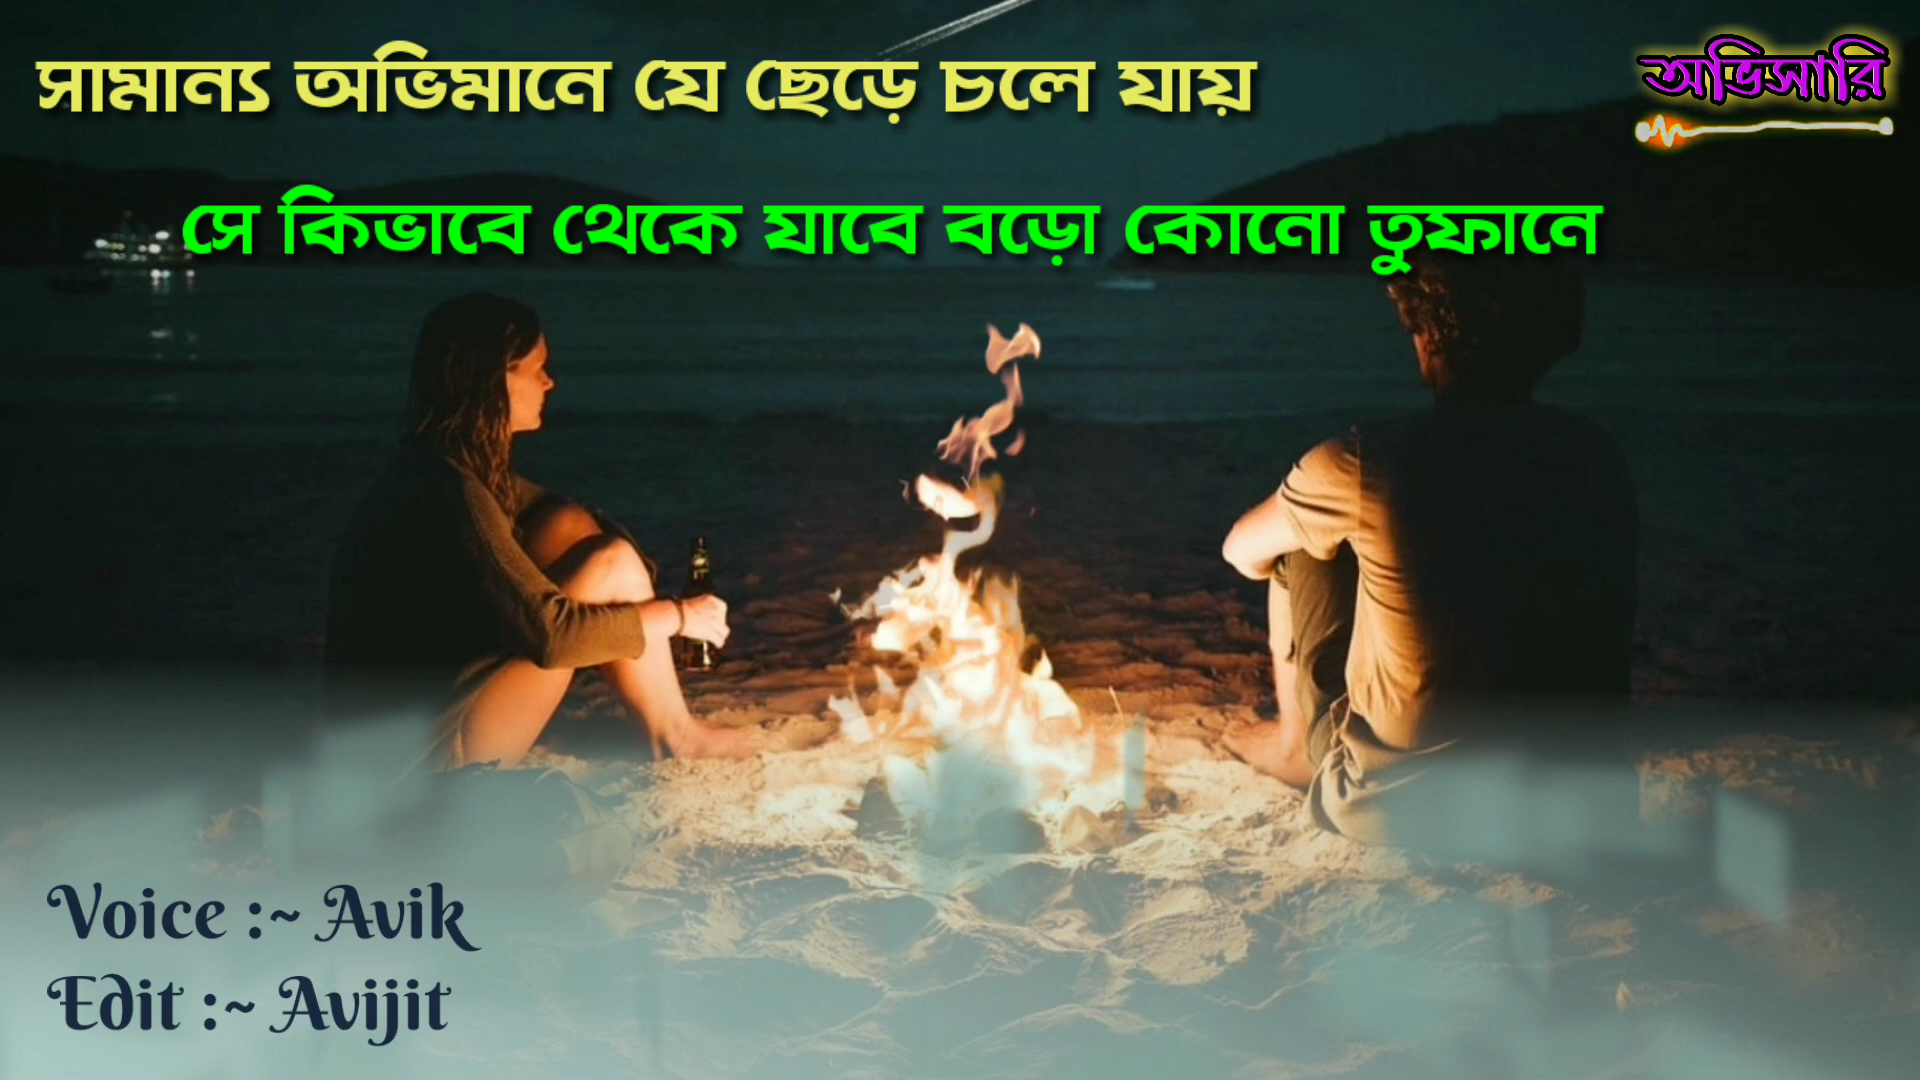 সামান্য অভিমানে যে ছেড়ে চলে যায়
অভিসারি
সে কিভাবে থেকে যাবে বড়ো কোনো তুফানে
Voice :~ Avik
Edit :~ Avijit